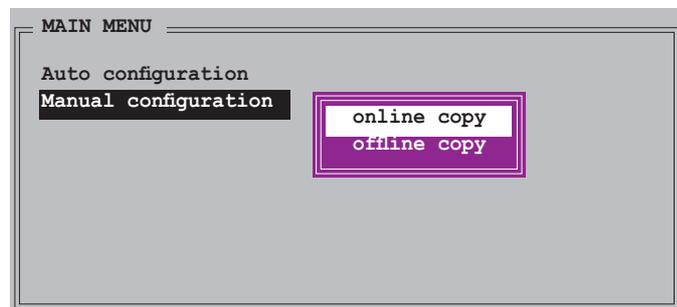 MAIN MENU
Auto configuration
Manual configuration
online copy
offline copy